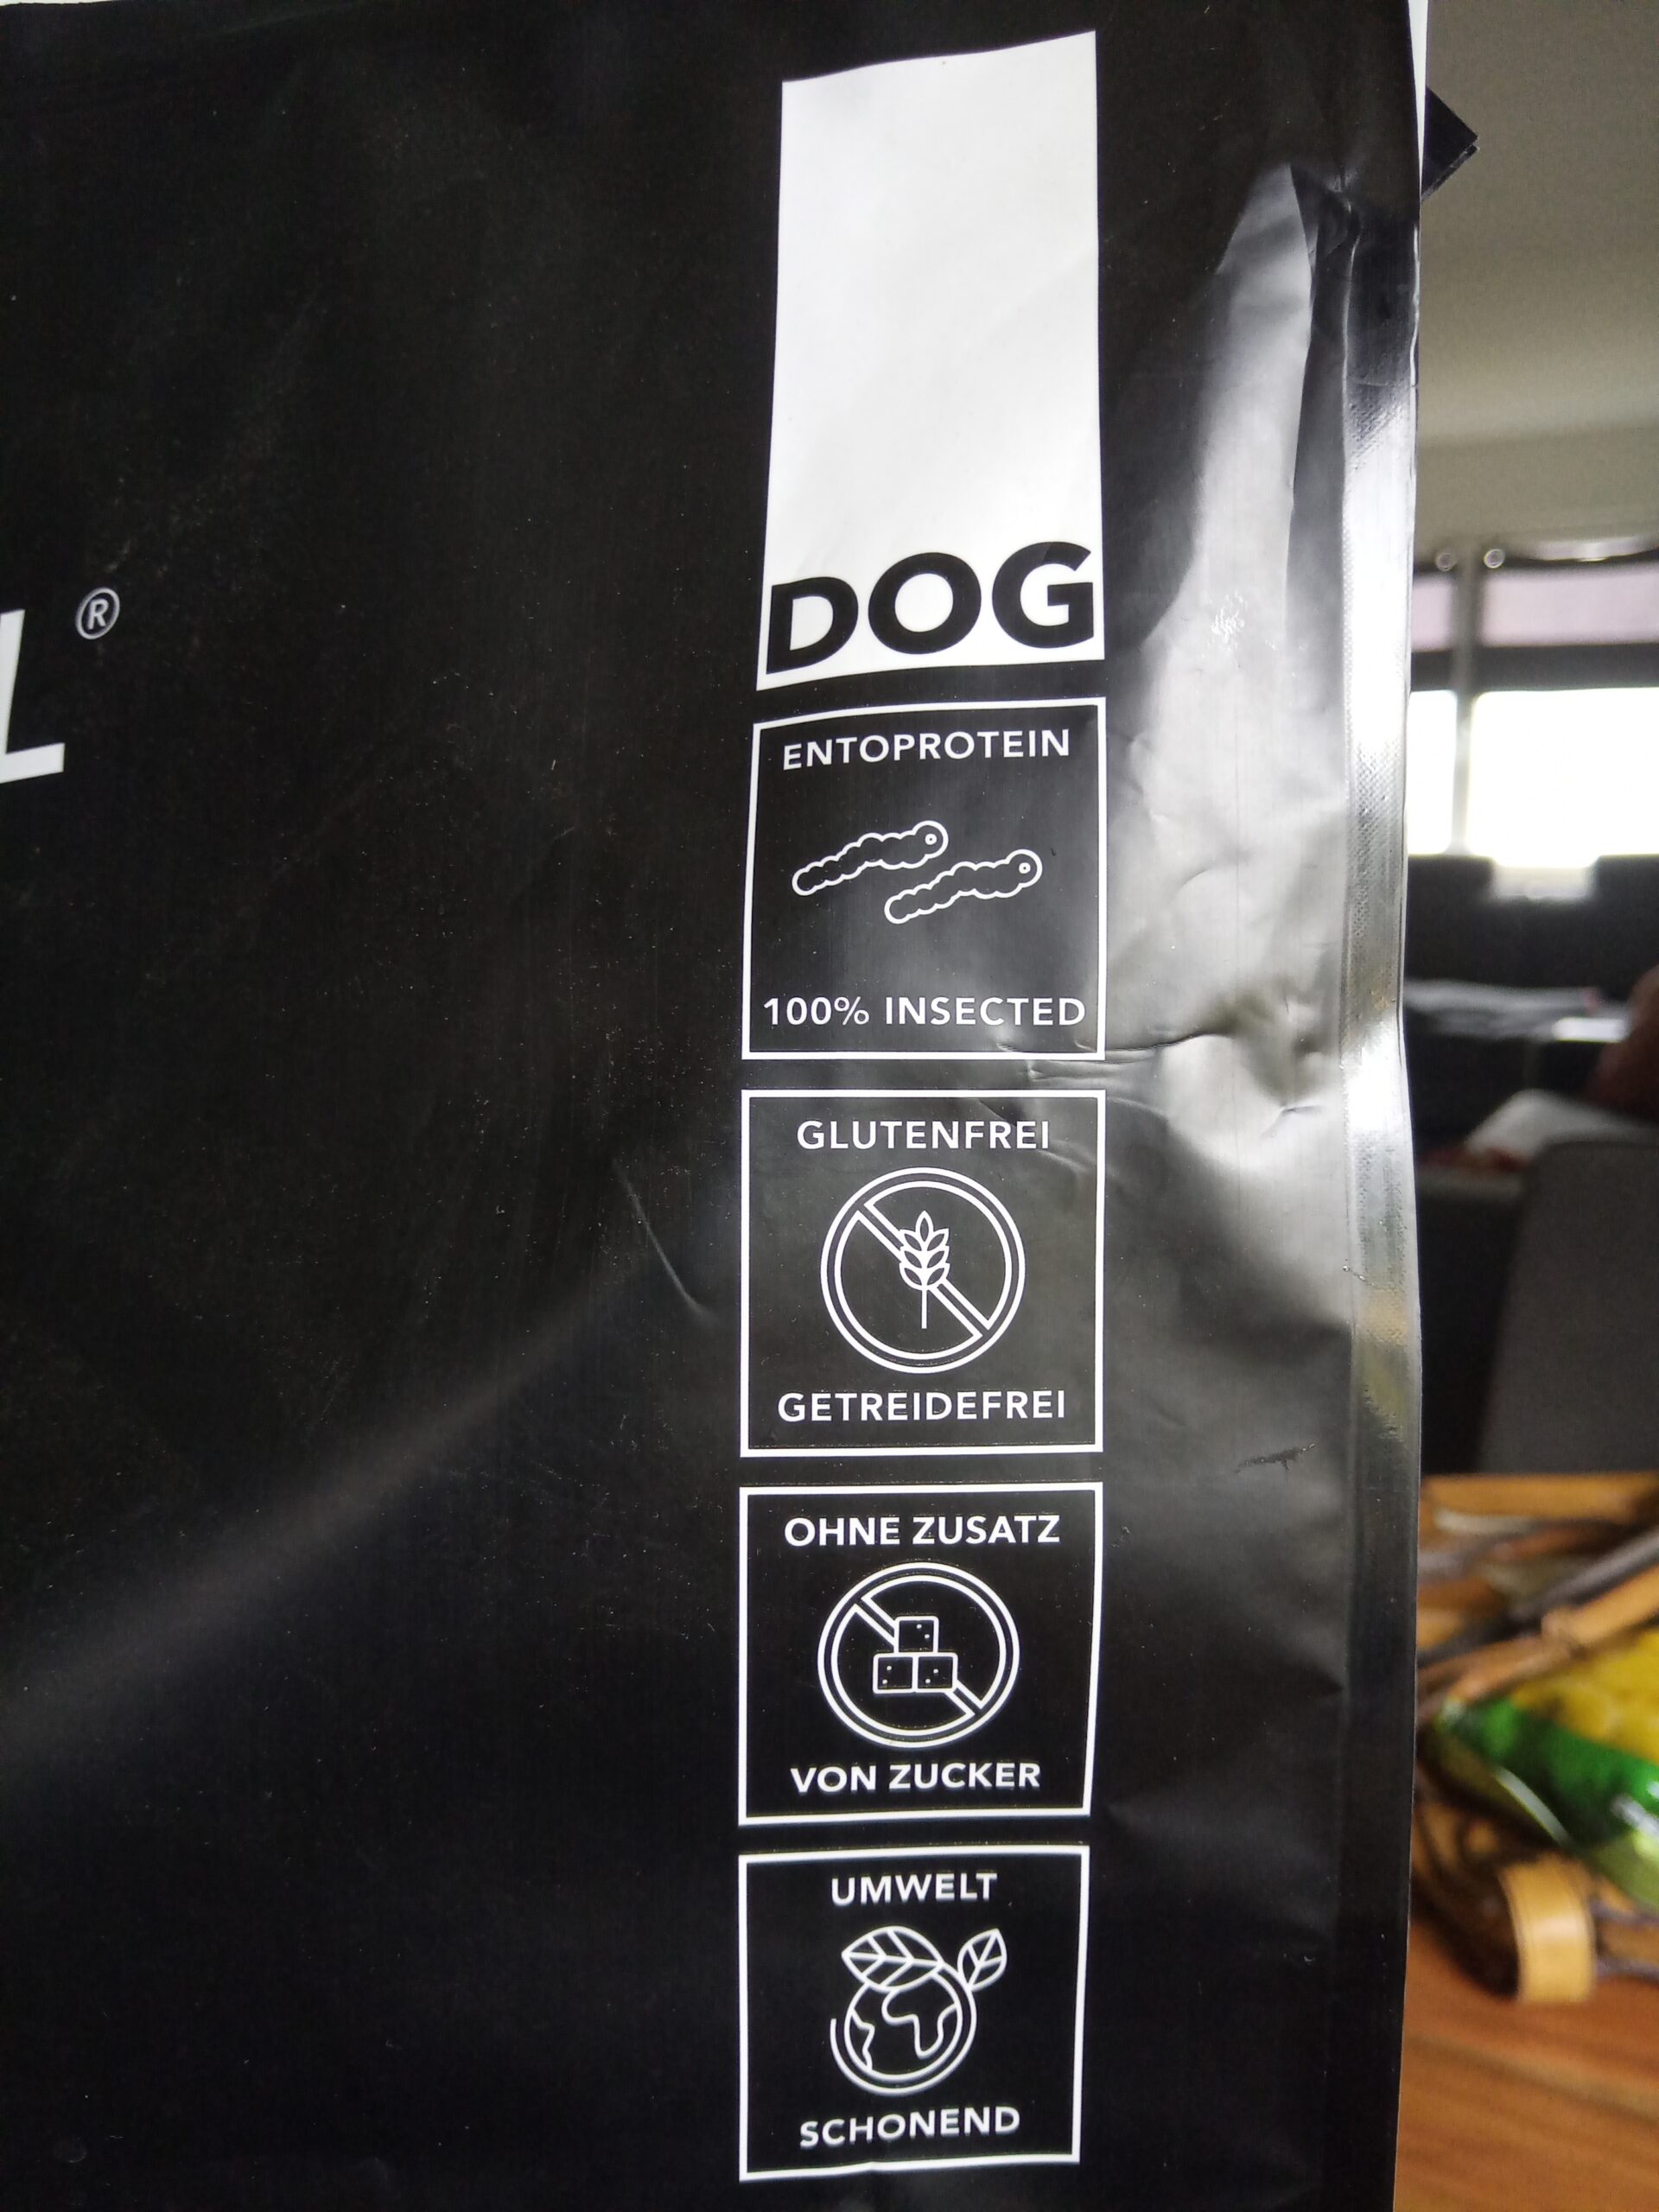 L®
DOG
ENTOPROTEIN
100% INSECTED
GLUTENFREI
GETREIDEFREI
OHNE ZUSATZ
VON ZUCKER
UMWELT
SCHONEND